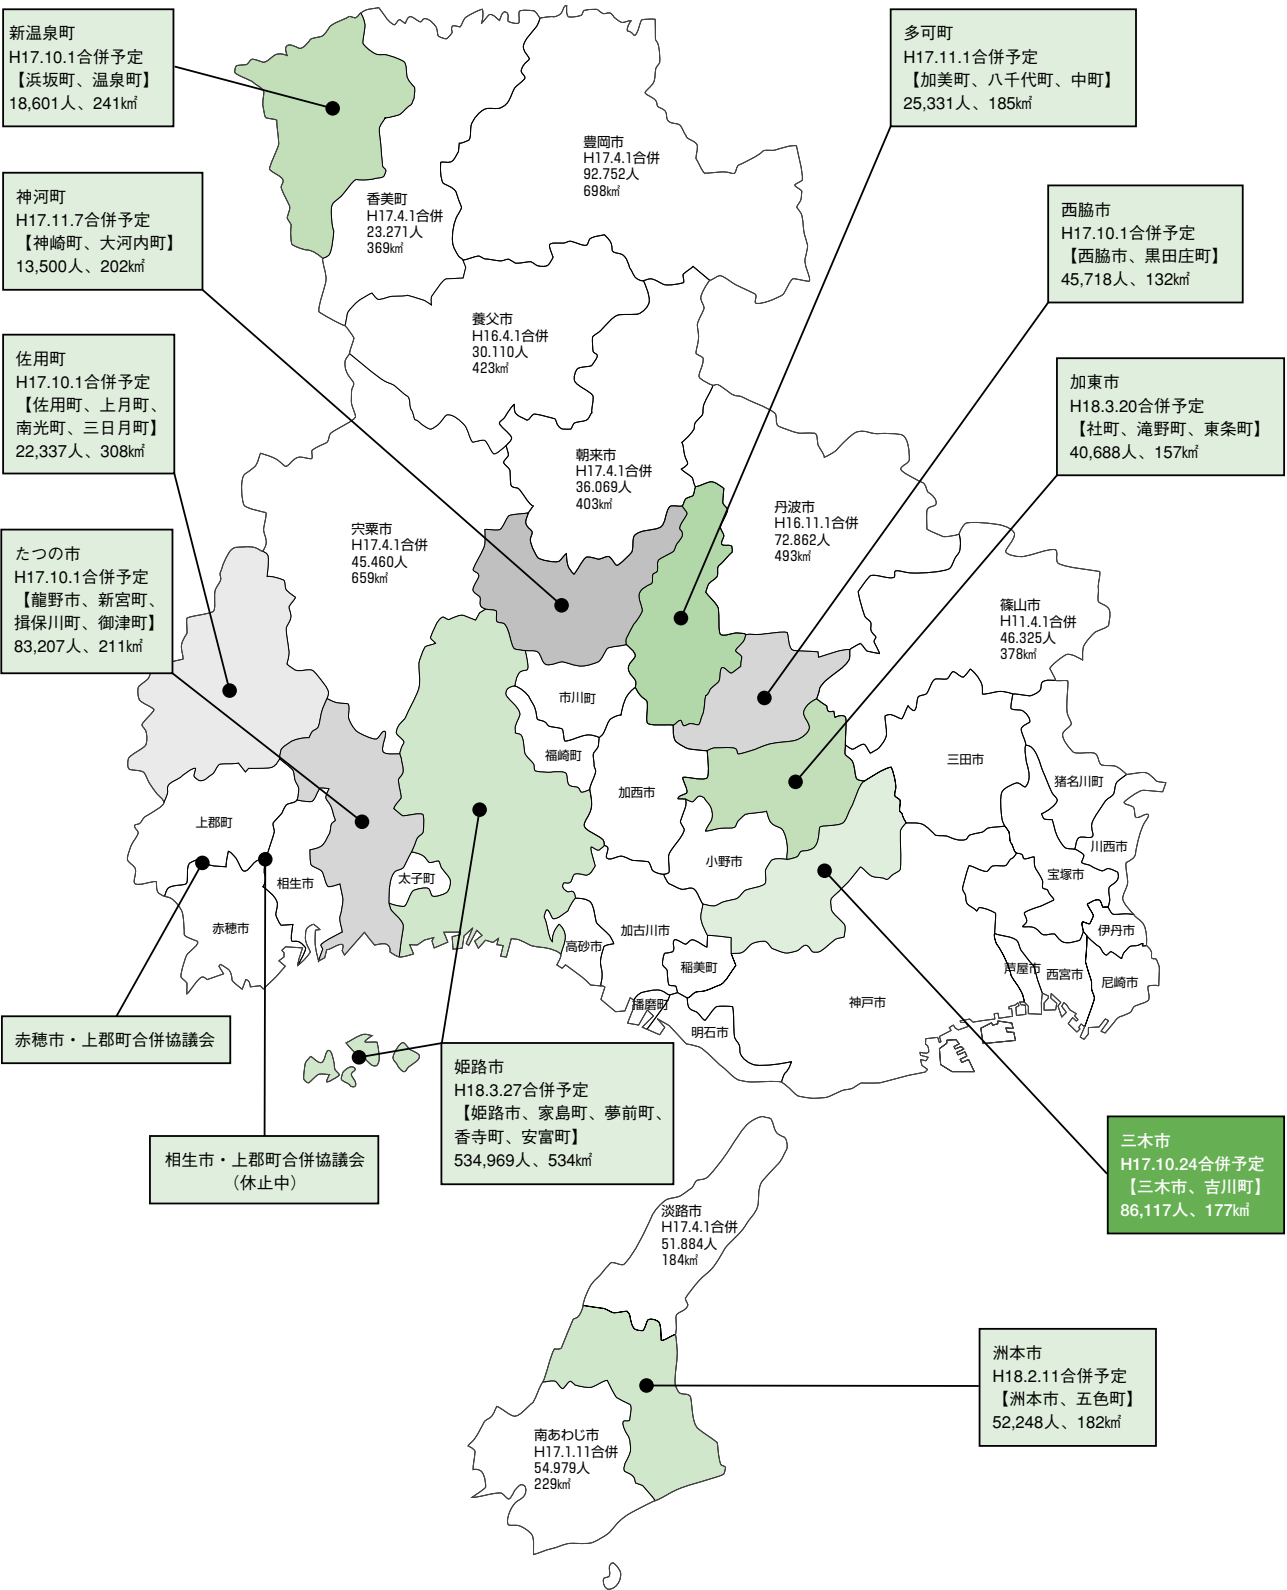 新温泉町
H17.10.1合併予定
【浜坂町、温泉町】
18,601人、241㎢
多可町
H17.11.1合併予定
【加美町、八千代町、中町】
25,331人、185㎢
豊岡市
H17.4.1合併
92.752人
698㎢
神河町
H17.11.7合併予定
【神崎町、大河内町】
13,500人、202㎢
香美町
H17.4.1合併
23.271人
369㎢
西脇市
H17.10.1合併予定
【西脇市、黒田庄町】
45,718人、132㎢
養父市
H16.4.1合併
30.110人
423㎢
佐用町
H17.10.1合併予定
【佐用町、上月町、
南光町、三日月町】
22,337人、308㎢
加東市
H18.3.20合併予定
【社町、滝野町、東条町】
40,688人、157㎢
朝来市
H17.4.1合併
36.069人
403㎢
丹波市
H16.11.1合併
72.862人
493㎢
宍粟市
H17.4.1合併
45.460人
659㎢
たつの市
H17.10.1合併予定
【龍野市、新宮町、
揖保川町、御津町】
83,207人、211㎢
篠山市
H11.4.1合併
46.325人
378㎢
市川町
福崎町
加西市
三田市
猪名川町
上郡町
川西市
小野市
太子町
相生市
宝塚市
赤穂市
加古川市
高砂市
伊丹市
稲美町
芦屋市
西宮市
尼崎市
播磨町
神戸市
明石市
赤穂市・上郡町合併協議会
姫路市
H18.3.27合併予定
【姫路市、家島町、夢前町、
香寺町、安富町】
534,969人、534㎢
相生市・上郡町合併協議会
（休止中）
三木市
H17.10.24合併予定
【三木市、吉川町】
86,117人、177㎢
淡路市
H17.4.1合併
51.884人
184㎢
洲本市
H18.2.11合併予定
【洲本市、五色町】
52,248人、182㎢
南あわじ市
H17.1.11合併
54.979人
229㎢